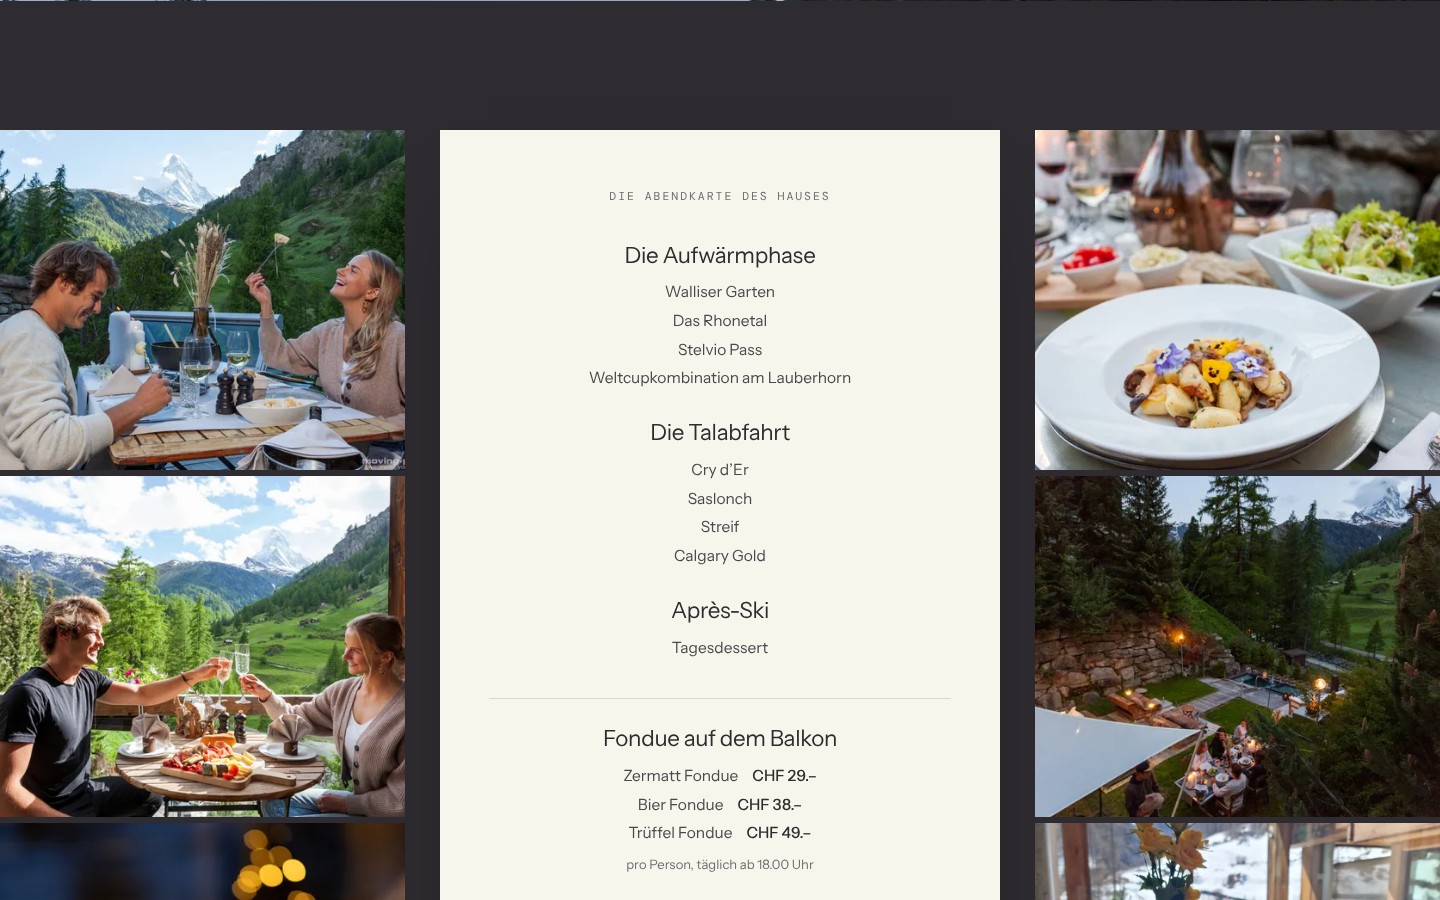 DIE ABENDKARTE DES HAUSES
Die Aufwärmphase
Walliser Garten
Das Rhonetal
Stelvio Pass
Weltcupkombination am Lauberhorn
Die Talabfahrt
Cry d’Er
Saslonch
Streif
Calgary Gold
Après-Ski
Tagesdessert
Fondue auf dem Balkon
Zermatt Fondue CHF 29.–
Bier Fondue CHF 38.–
Trüffel Fondue CHF 49.–
pro Person, täglich ab 18.00 Uhr